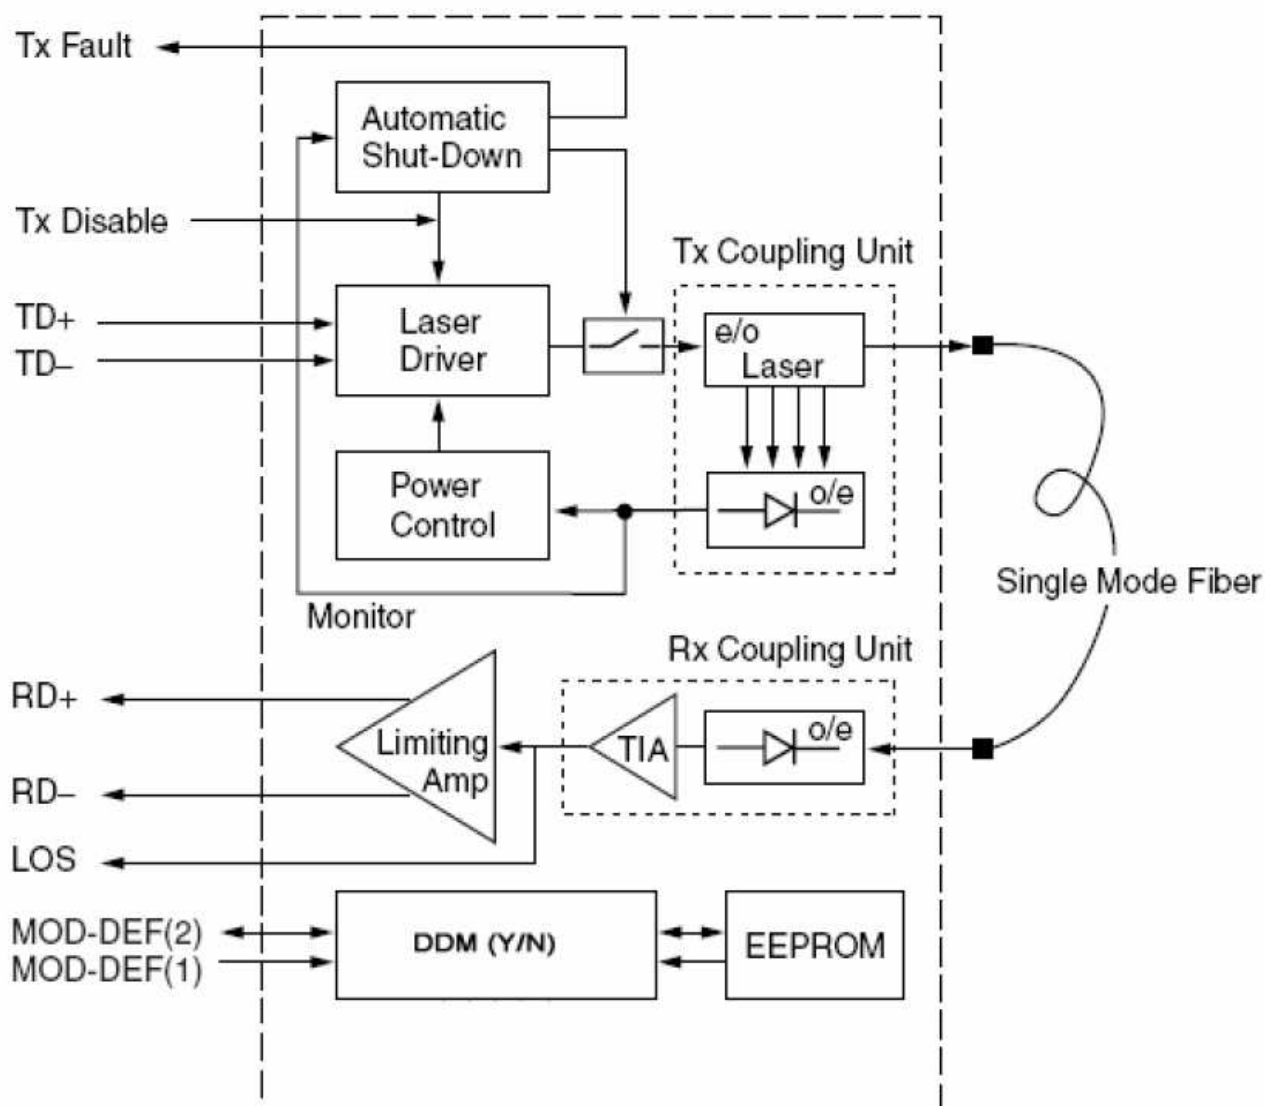 Tx Fault
Automatic
Shut-Down
Tx Disable
Tx Coupling Unit
TD+
TD–
Laser
Driver
e/o
Laser
Power
Control
o/e
Single Mode Fiber
Monitor
Rx Coupling Unit
RD+
RD–
Limiting
Amp
TIA
o/e
LOS
MOD-DEF(2)
MOD-DEF(1)
DDM (Y/N)
EEPROM